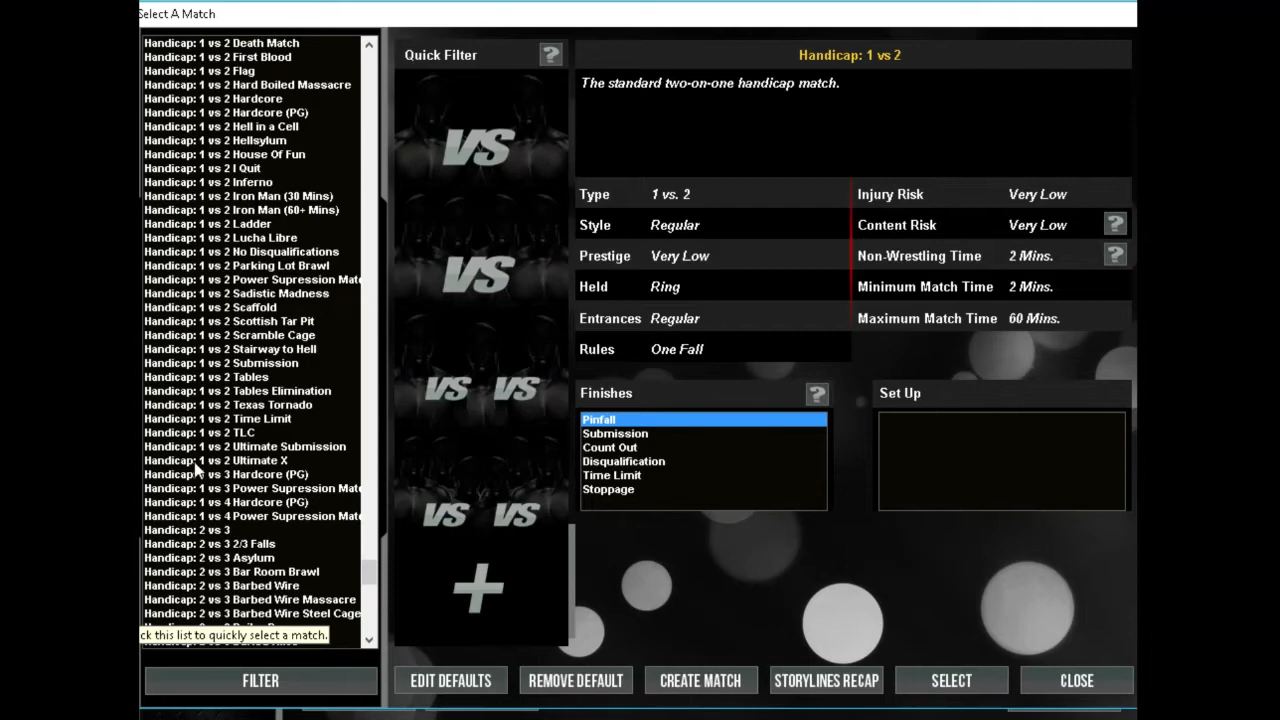 Select A Match
Handicap: 1 vs 2 Death Match
Handicap: 1 vs 2 First Blood
Handicap: 1 vs 2 Flag
Handicap: 1 vs 2 Hard Boiled Massacre
Handicap: 1 vs 2 Hardcore
Handicap: 1 vs 2 Hardcore (PG)
Handicap: 1 vs 2 Hell in a Cell
Handicap: 1 vs 2 Hellsylum
Handicap: 1 vs 2 House Of Fun
Handicap: 1 vs 2 I Quit
Handicap: 1 vs 2 Inferno
Handicap: 1 vs 2 Iron Man (30 Mins)
Handicap: 1 vs 2 Iron Man (60+ Mins)
Handicap: 1 vs 2 Ladder
Handicap: 1 vs 2 Lucha Libre
Handicap: 1 vs 2 No Disqualifications
Handicap: 1 vs 2 Parking Lot Brawl
Handicap: 1 vs 2 Power Supression Mat
Handicap: 1 vs 2 Sadistic Madness
Handicap: 1 vs 2 Scaffold
Handicap: 1 vs 2 Scottish Tar Pit
Handicap: 1 vs 2 Scramble Cage
Handicap: 1 vs 2 Stairway to Hell
Handicap: 1 vs 2 Submission
Handicap: 1 vs 2 Tables
Handicap: 1 vs 2 Tables Elimination
Handicap: 1 vs 2 Texas Tornado
Handicap: 1 vs 2 Time Limit
Handicap: 1 vs 2 TLC
Handicap: 1 vs 2 Ultimate Submission
Handicap: 1 vs 2 Ultimate X
Handicap: vs 3 Hardcore (PG)
Handicap: 1 vs 3 Power Supression Mat
Handicap: 1 vs 4 Hardcore (PG)
Handicap: 1 vs 4 Power Supression Mat
Handicap: 2 vs 3
Handicap: 2 vs 3 2/3 Falls
Handicap: 2 vs 3 Asylum
Handicap: 2 vs 3 Bar Room Brawl
Handicap: 2 vs 3 Barbed Wire
Handicap: 2 vs 3 Barbed Wire Massacre
Handicap: 2 vs 3 Barbed Wire Steel Cage
ck this list to quickly select a match.
FILTER
Quick Filter ?
VS
VS
VS VS
VS VS
+
Handicap: 1 vs 2
The standard two-on-one handicap match.
Type 1 vs. 2
Style Regular
Prestige Very Low
Held Ring
Entrances Regular
Rules One Fall
Injury Risk Very Low
Content Risk Very Low ?
Non-Wrestling Time 2 Mins. ?
Minimum Match Time 2 Mins.
Maximum Match Time 60 Mins.
Finishes ?
Pinfall
Submission
Count Out
Disqualification
Time Limit
Stoppage
Set Up
EDIT DEFAULTS
REMOVE DEFAULT
CREATE MATCH
STORYLINES RECAP
SELECT
CLOSE